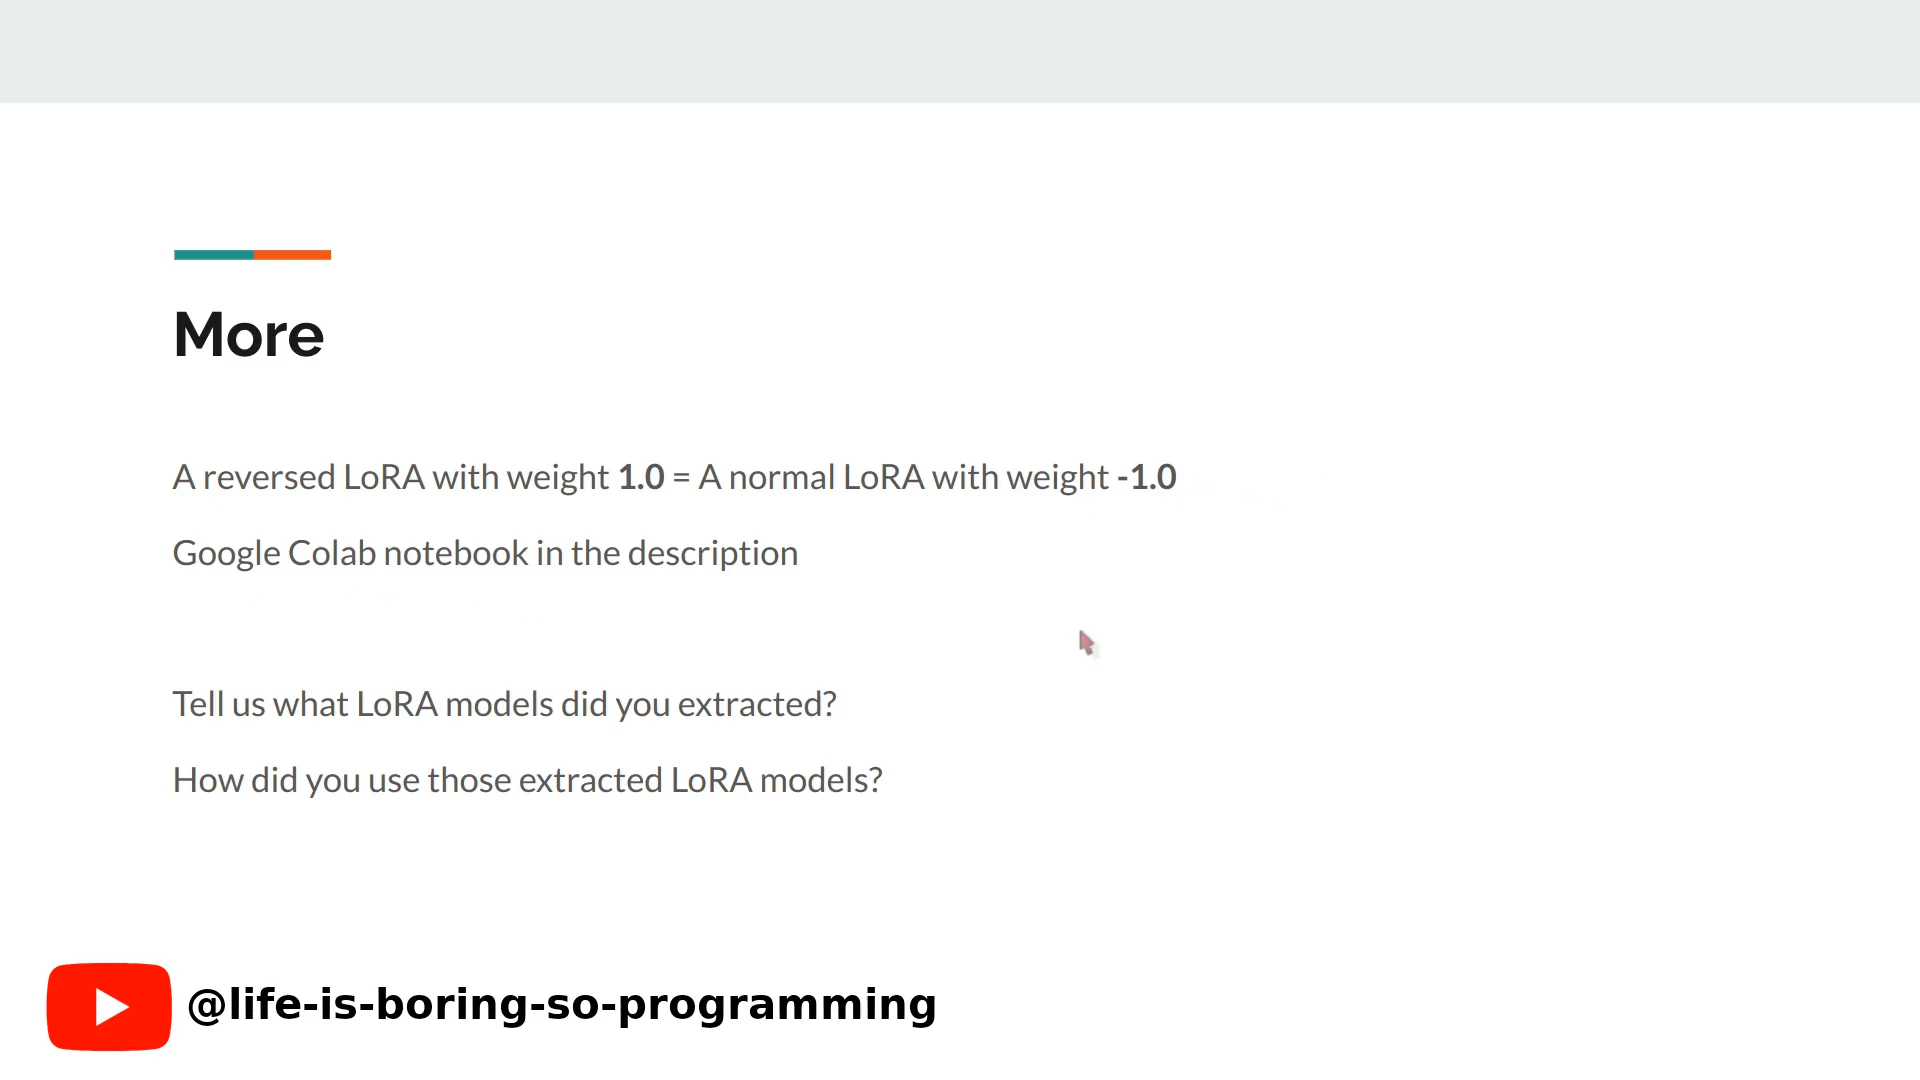 More
A reversed LoRA with weight 1.0 = A normal LoRA with weight -1.0
Google Colab notebook in the description
Tell us what LoRA models did you extracted?
How did you use those extracted LoRA models?
@life-is-boring-so-programming